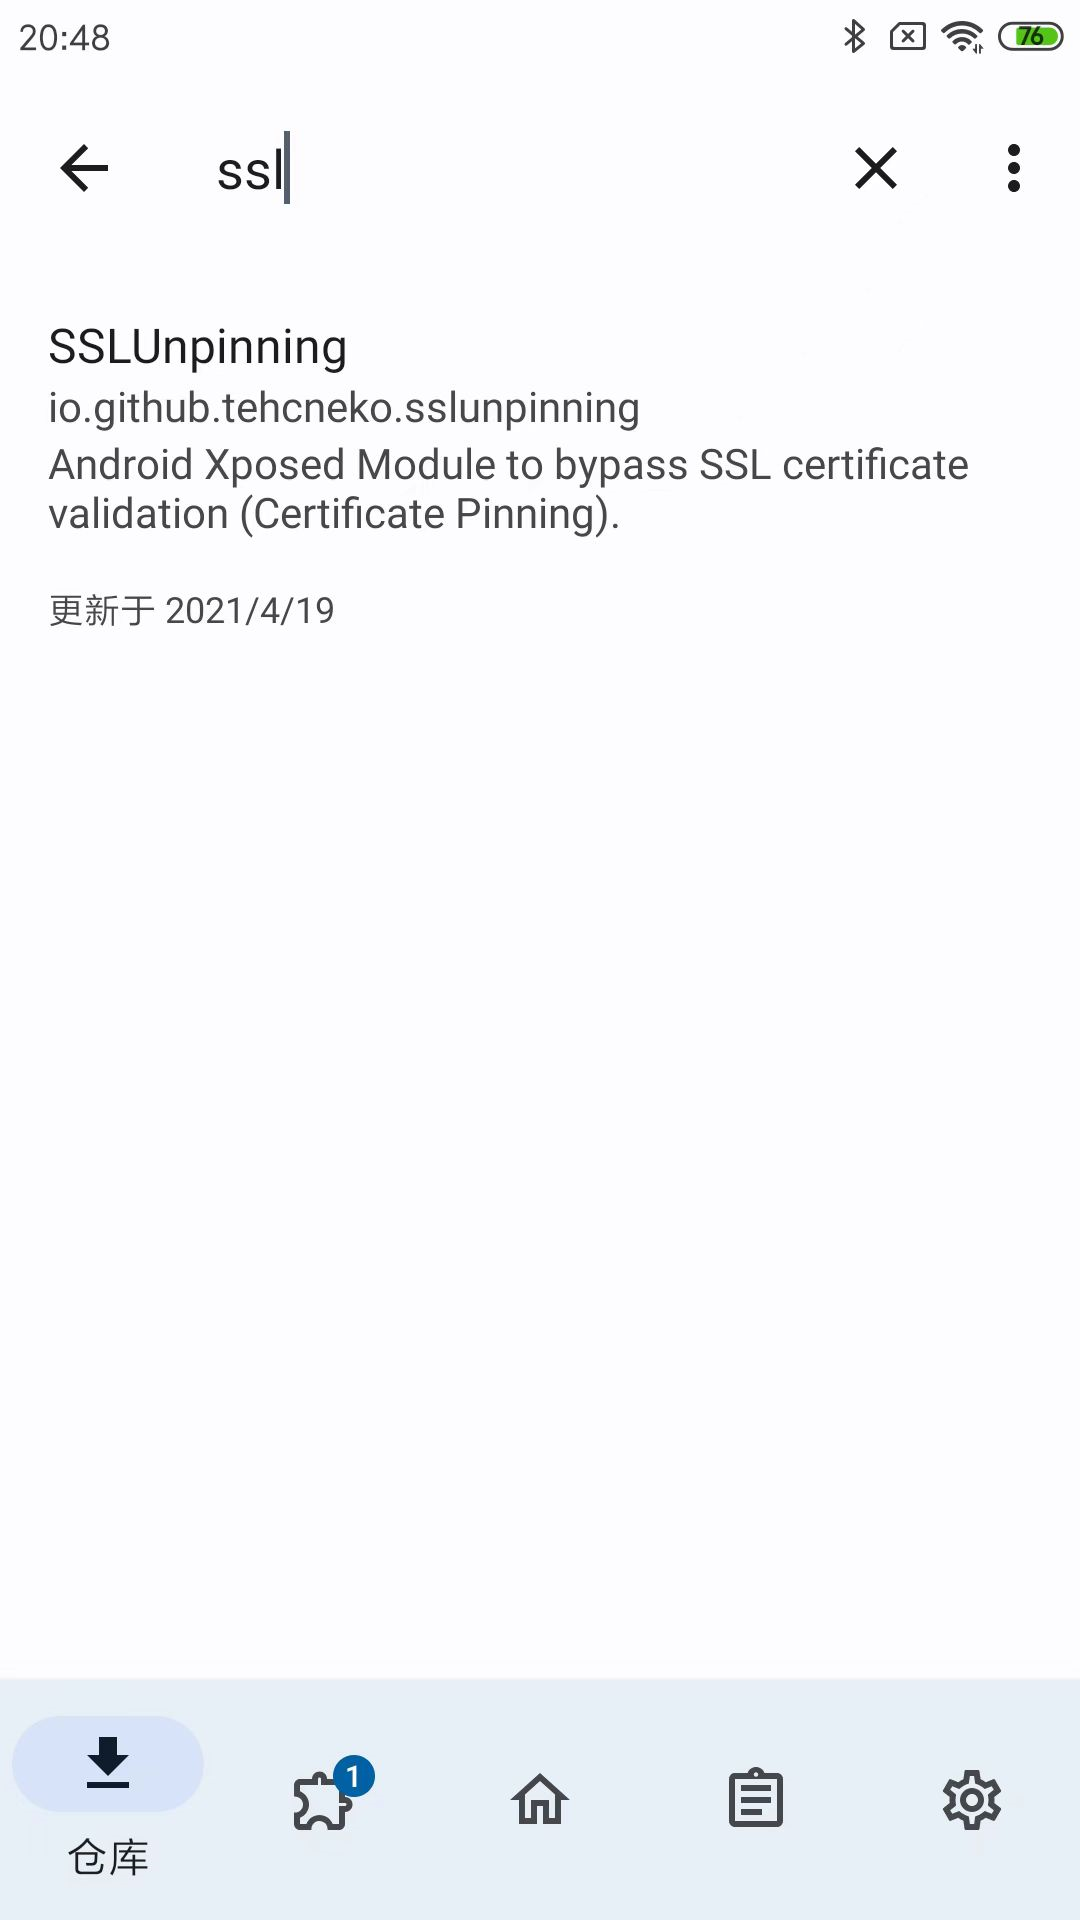 20:48
76
ssl
SSLUnpinning
io.github.tehcneko.sslunpinning
Android Xposed Module to bypass SSL certificate
validation (Certificate Pinning).
更新于 2021/4/19
1
仓库